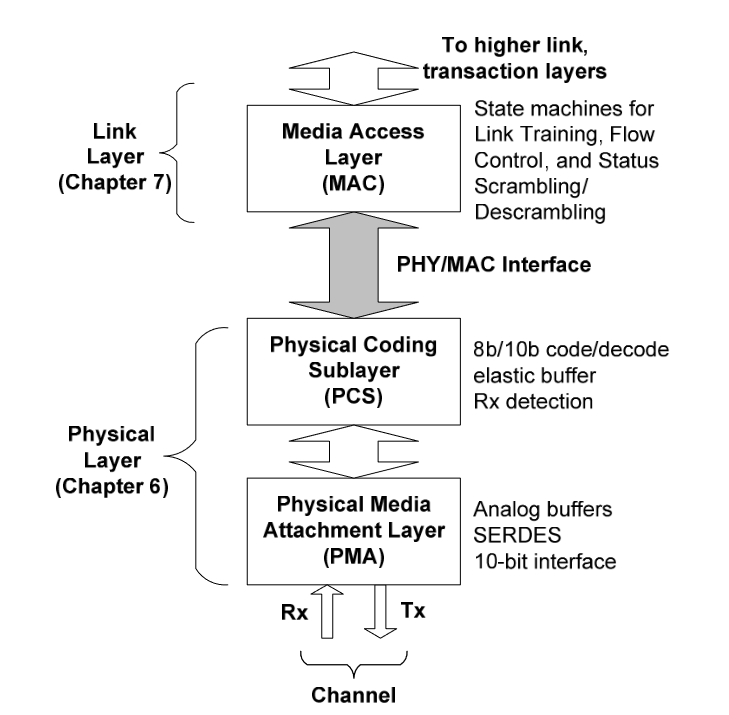 To higher link,
transaction layers
Link
Layer
(Chapter 7)
Media Access
Layer
(MAC)
State machines for
Link Training, Flow
Control, and Status
Scrambling/
Descrambling
PHY/MAC Interface
Physical
Layer
(Chapter 6)
Physical Coding
Sublayer
(PCS)
8b/10b code/decode
elastic buffer
Rx detection
Physical Media
Attachment Layer
(PMA)
Analog buffers
SERDES
10-bit interface
Rx
Tx
Channel